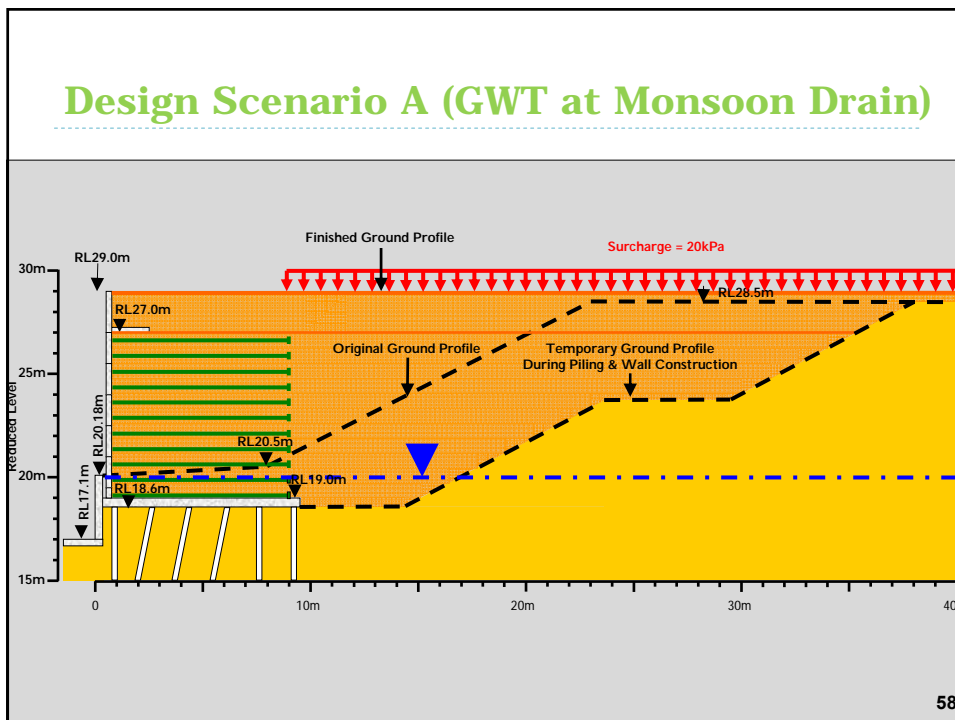 Design Scenario A (GWT at Monsoon Drain)
Finished Ground Profile
Surcharge = 20kPa
RL29.0m
30m
RL28.5m
RL27.0m
Original Ground Profile
Temporary Ground Profile
During Piling & Wall Construction
25m
Reduced Level
RL20.18m
RL20.5m
20m
RL19.0m
RL17.1m
RL18.6m
15m
0
10m
20m
30m
40
58